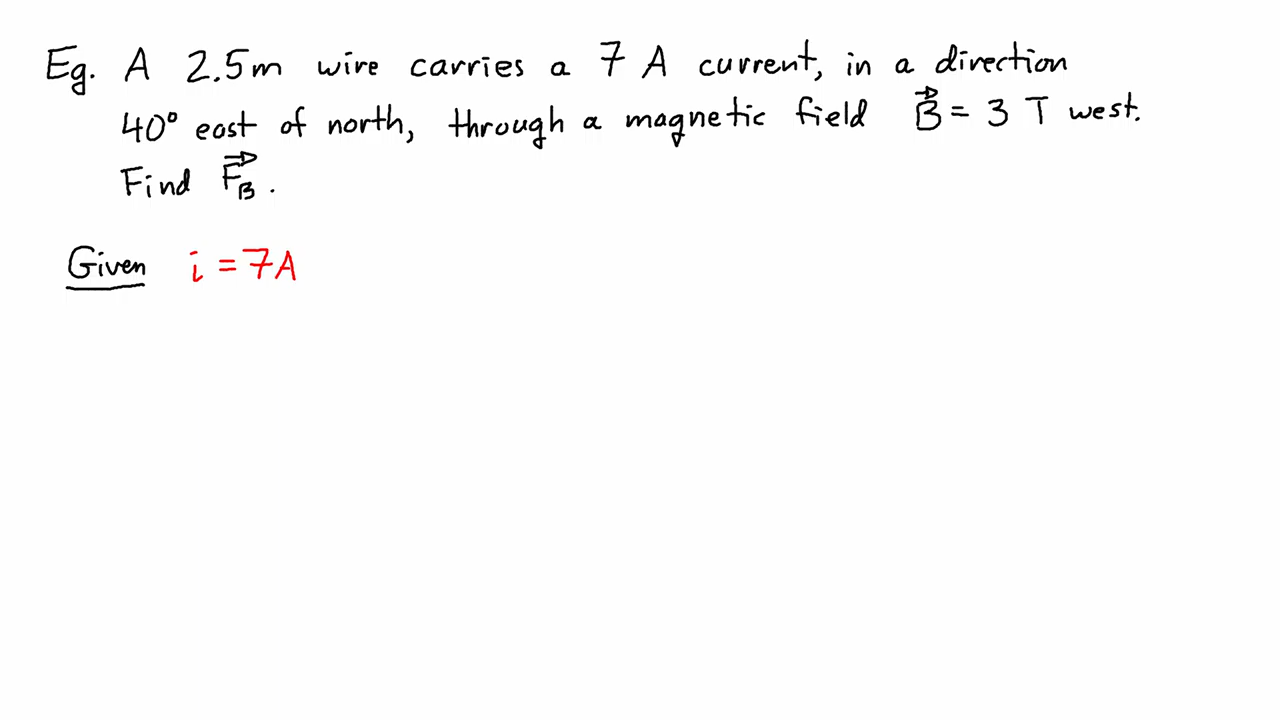 Eg. A 2.5m wire carries a 7 A current, in a direction
40° east of north, through a magnetic field B⃗ = 3 T west.
Find F⃗_B.
Given i = 7A